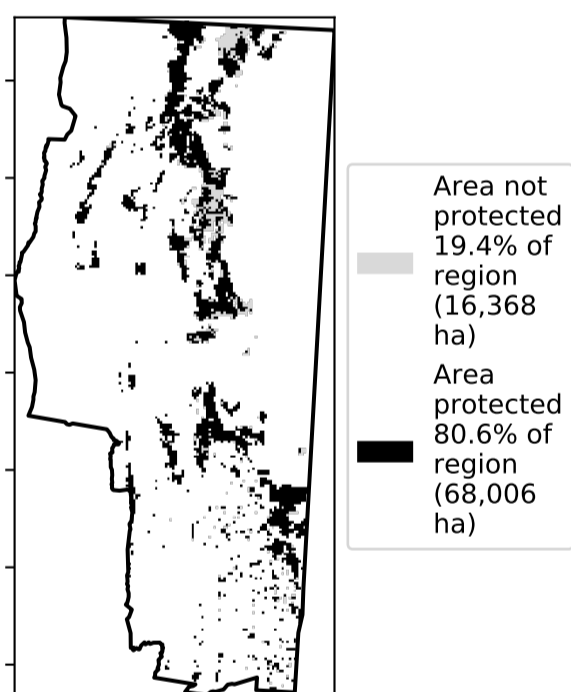 Area not
protected
19.4% of
region
(16,368
ha)
Area
protected
80.6% of
region
(68,006
ha)